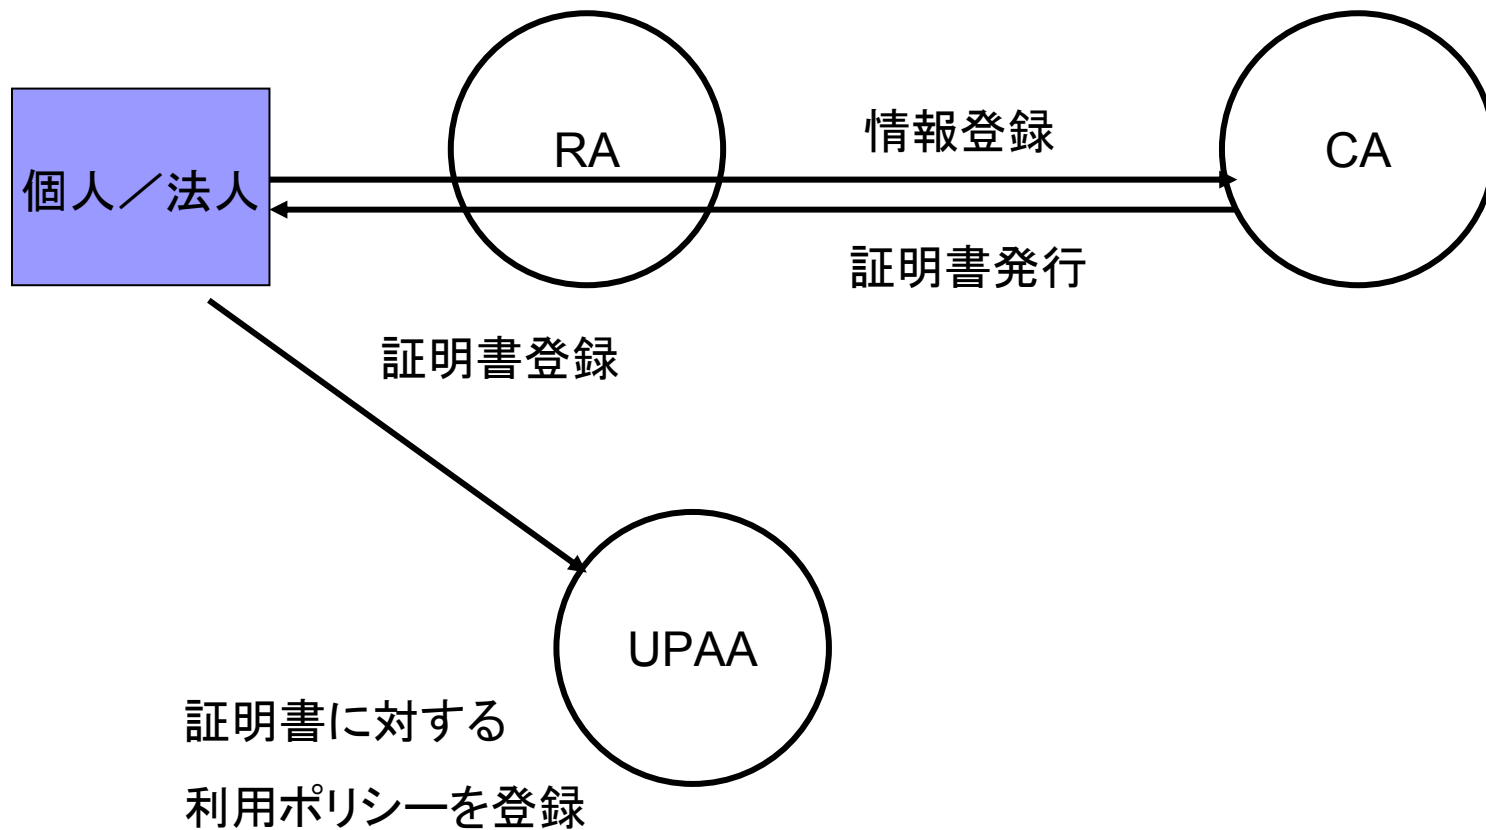 RA
情報登録
CA
個人／法人
証明書発行
証明書登録
UPAA
証明書に対する
利用ポリシーを登録